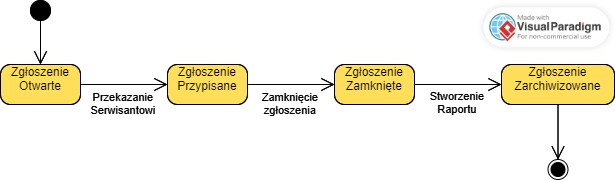 Made with
Visual Paradigm
For non-commercial use
Zgłoszenie
Otwarte
Przekazanie
Serwisantowi
Zgłoszenie
Przypisane
Zamknięcie
zgłoszenia
Zgłoszenie
Zamknięte
Stworzenie
Raportu
Zgłoszenie
Zarchiwizowane